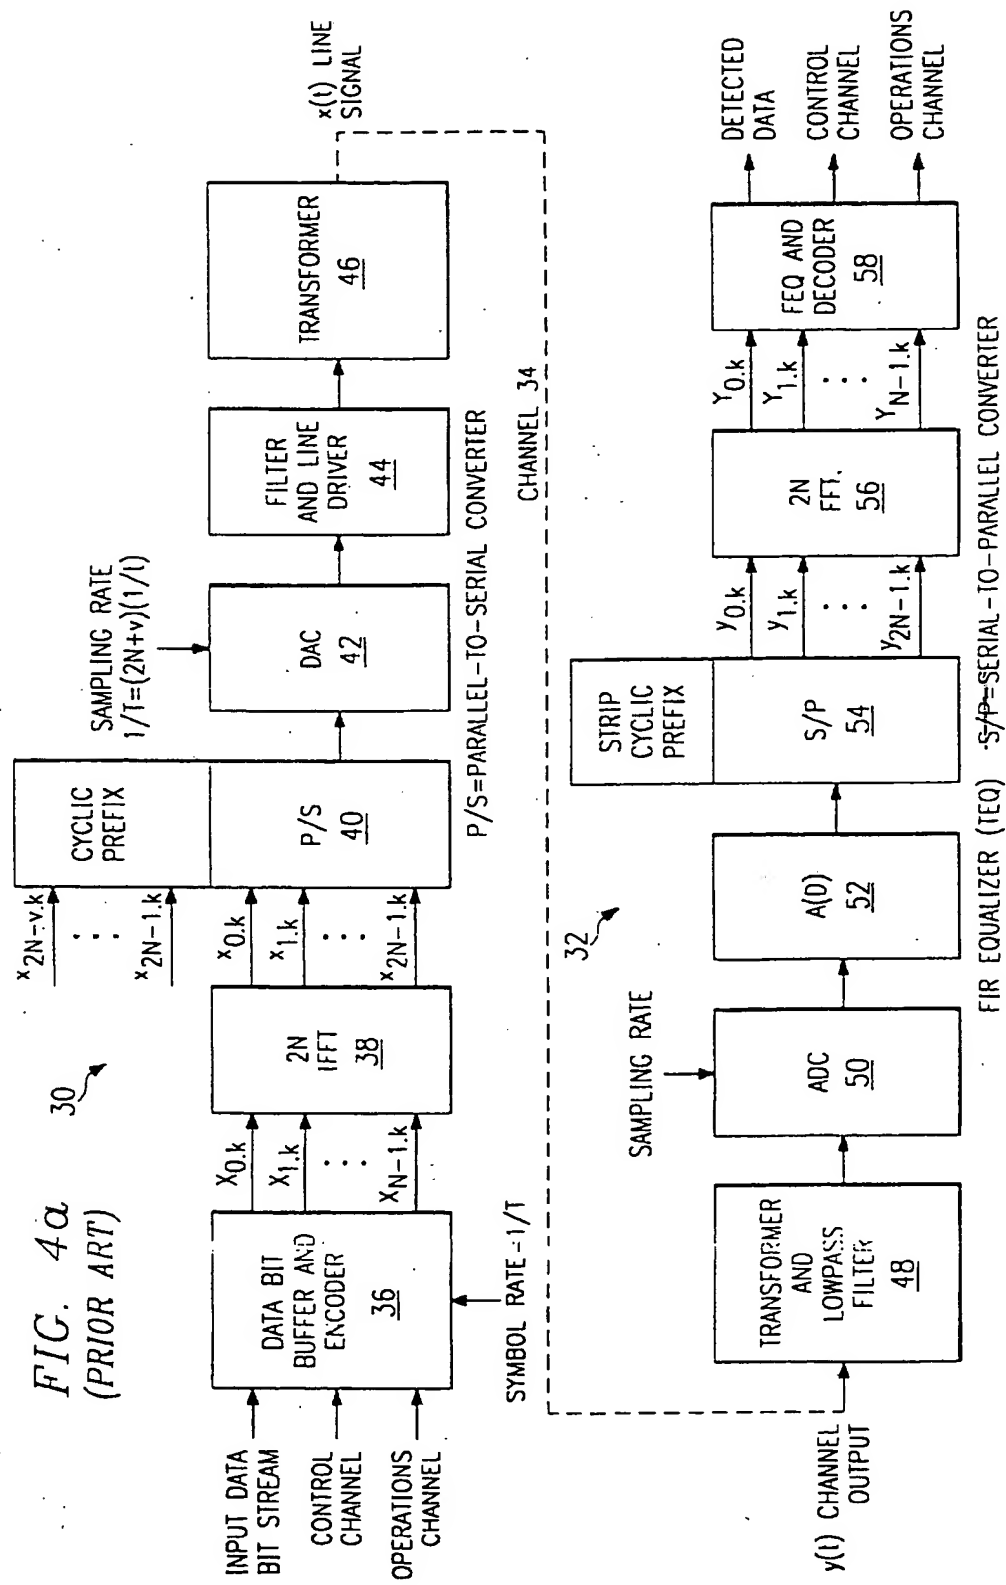 FIG. 4a
(PRIOR ART)
30
INPUT DATA
BIT STREAM
CONTROL
CHANNEL
OPERATIONS
CHANNEL
DATA BIT
BUFFER AND
ENCODER
36
SYMBOL RATE=1/T
X0.k
X1.k
XN-1.k
2N
IFFT
38
x2N-v.k
x2N-1.k
x0.k
x1.k
x2N-1.k
CYCLIC
PREFIX
P/S
40
P/S=PARALLEL-TO-SERIAL CONVERTER
SAMPLING RATE
1/T=(2N+v)(1/t)
DAC
42
FILTER
AND LINE
DRIVER
44
TRANSFORMER
46
x(t) LINE
SIGNAL
CHANNEL 34
32
y(t) CHANNEL
OUTPUT
TRANSFORMER
AND
LOWPASS
FILTER
48
SAMPLING RATE
ADC
50
A(D)
52
FIR EQUALIZER (TEQ)
STRIP
CYCLIC
PREFIX
S/P
54
S/P=SERIAL-TO-PARALLEL CONVERTER
y0.k
y1.k
y2N-1.k
2N
FFT.
56
Y0.k
Y1.k
YN-1.k
FEQ AND
DECODER
58
DETECTED
DATA
CONTROL
CHANNEL
OPERATIONS
CHANNEL